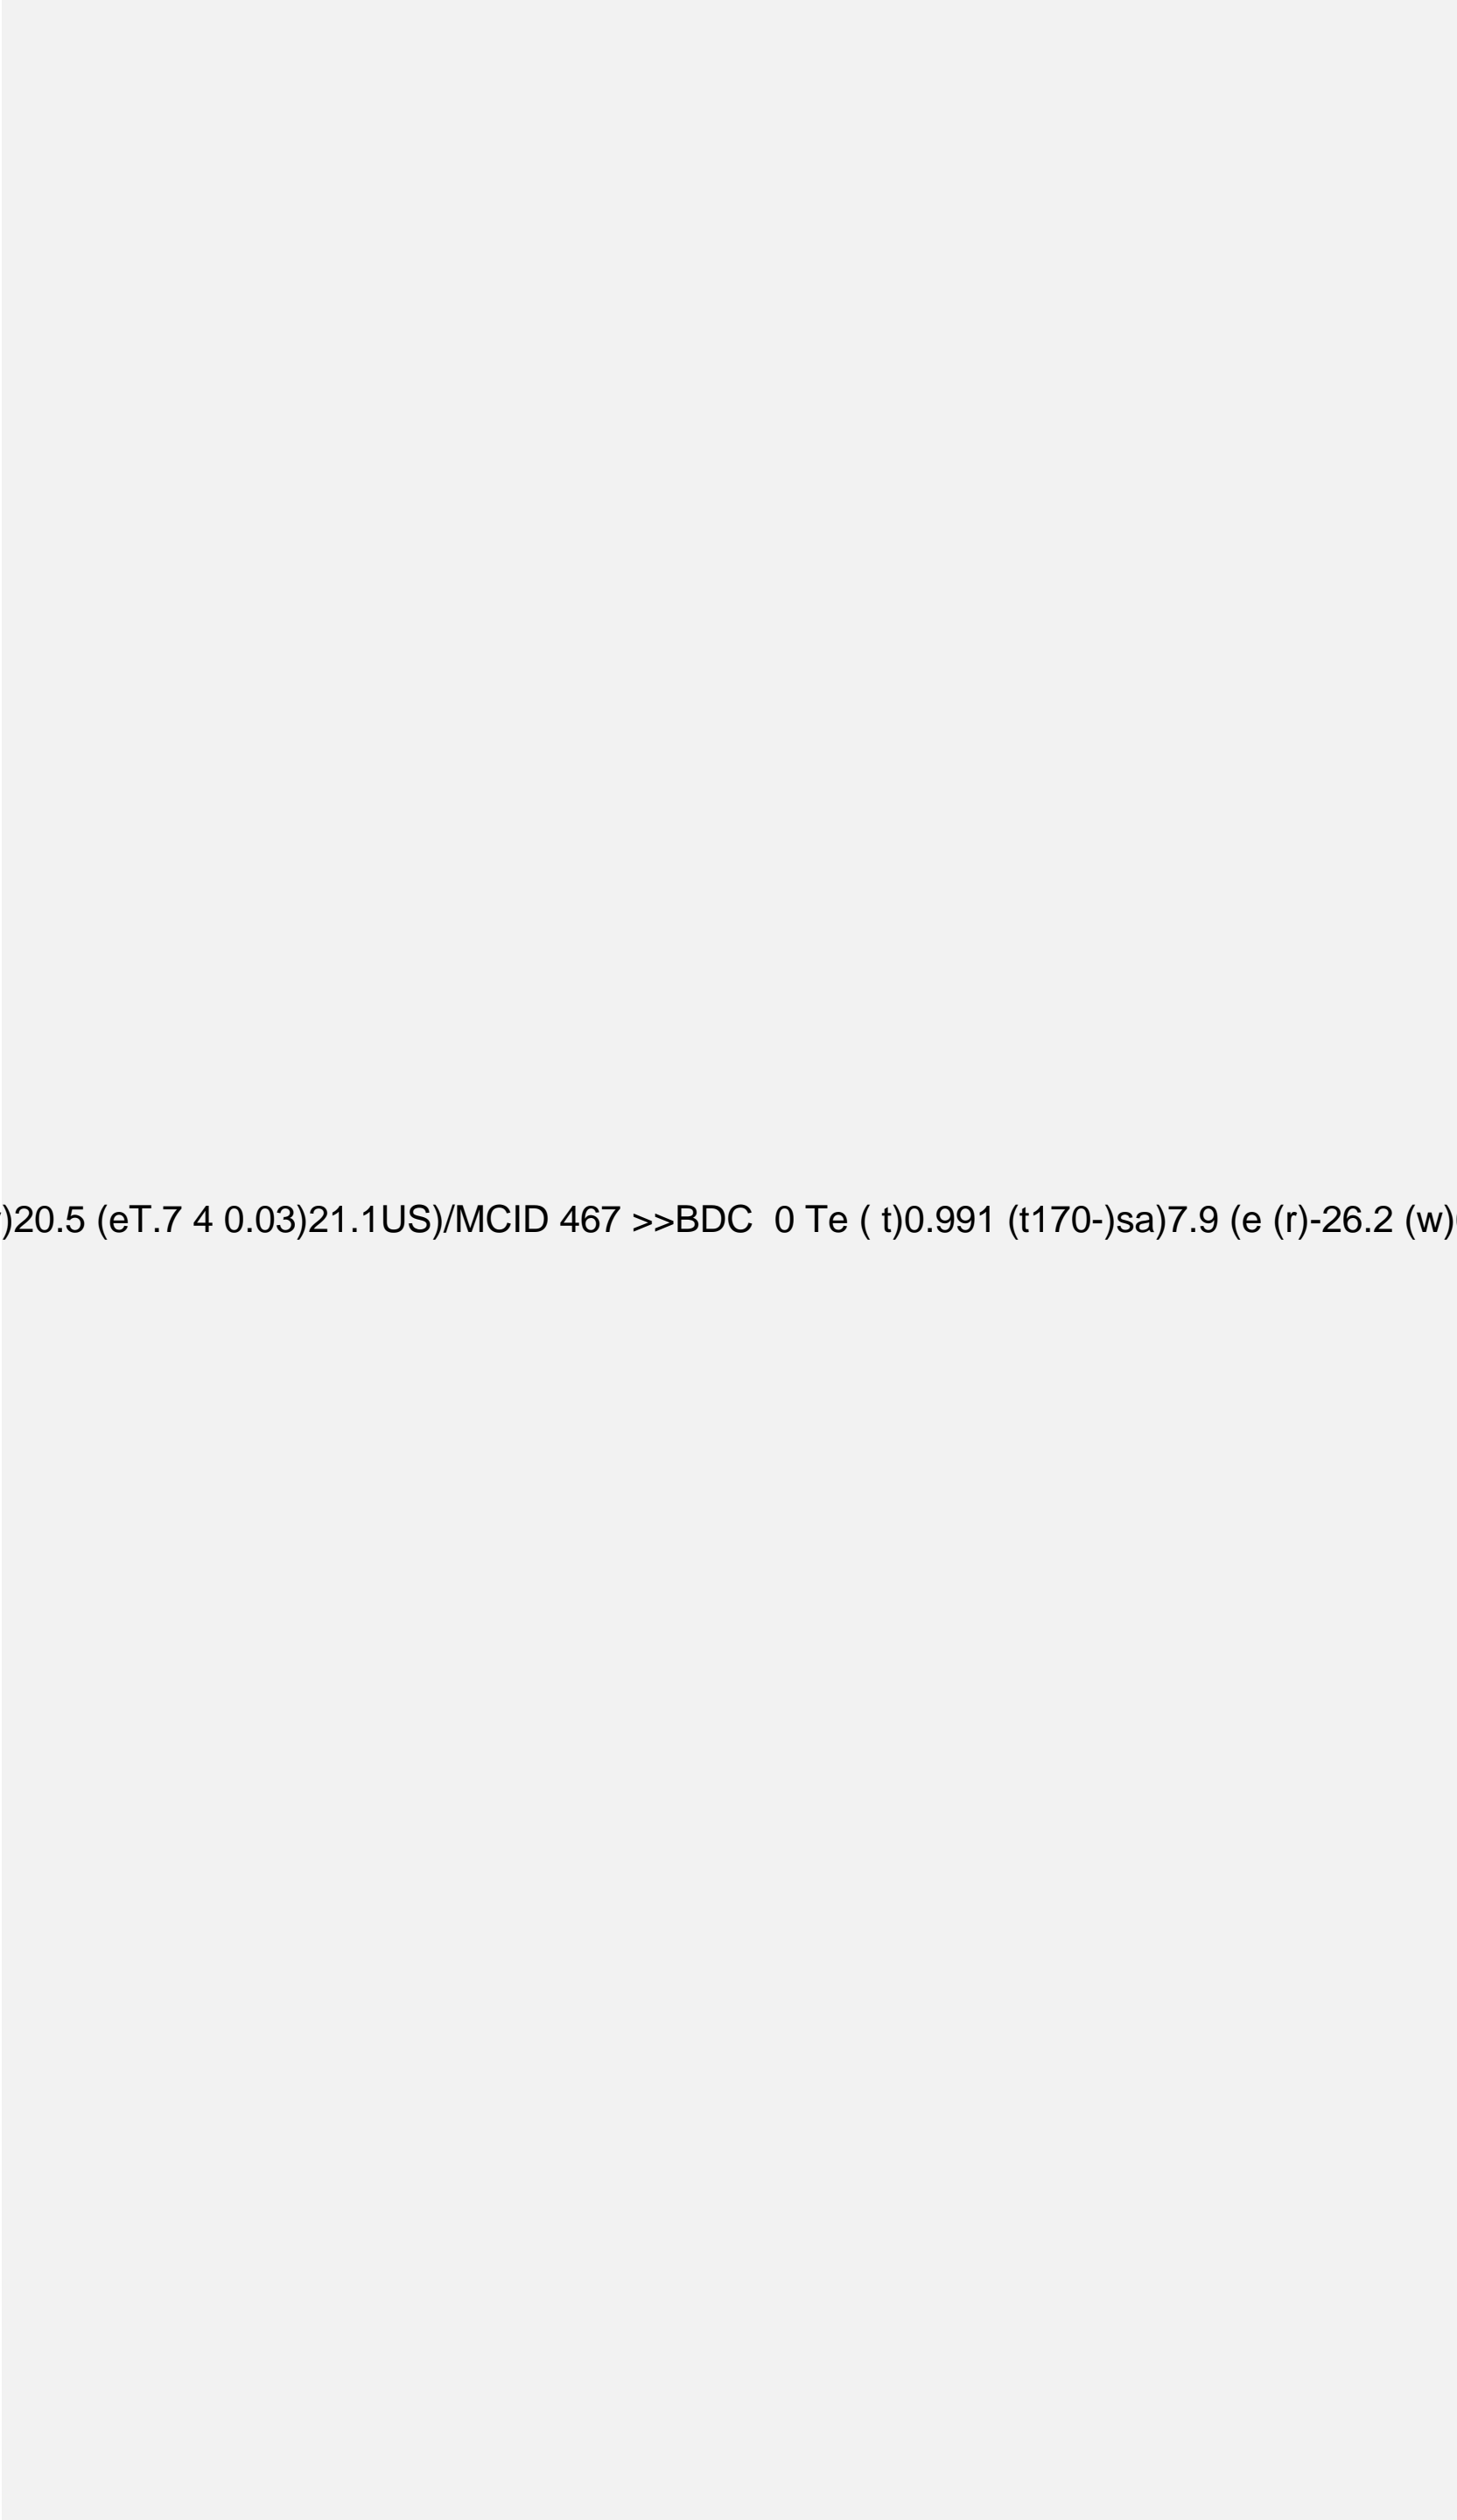 )20.5 (eT.7 4 0.03)21.1US)/MCID 467 >>BDC  0 Te ( t)0.991 (t170-)sa)7.9 (e (r)-26.2 (w)